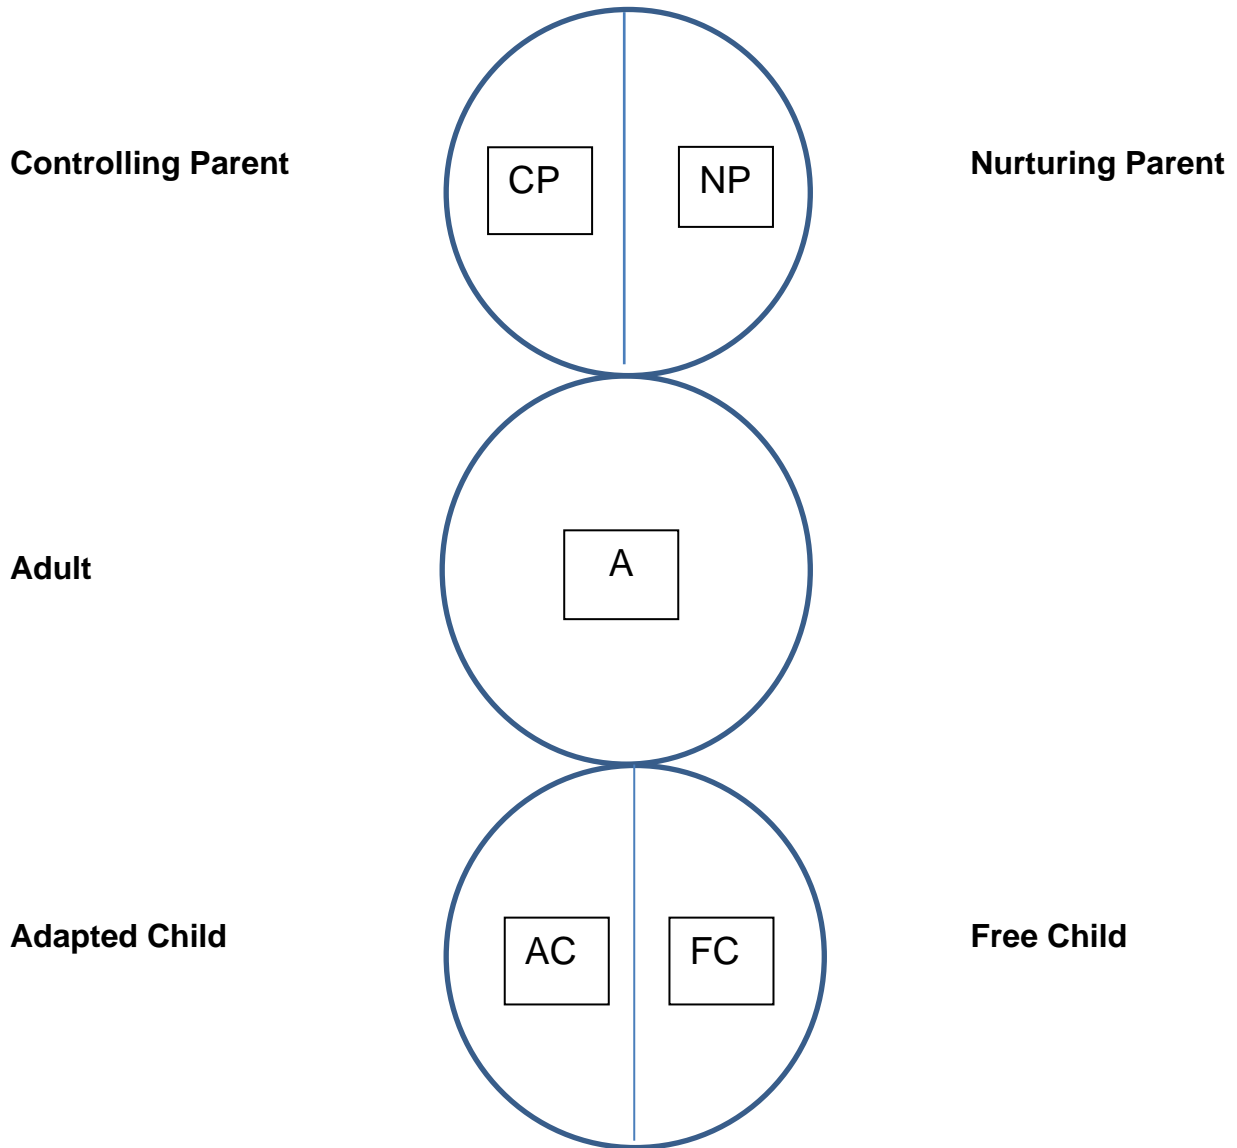 Controlling Parent
CP
NP
Nurturing Parent
Adult
A
Adapted Child
AC
FC
Free Child